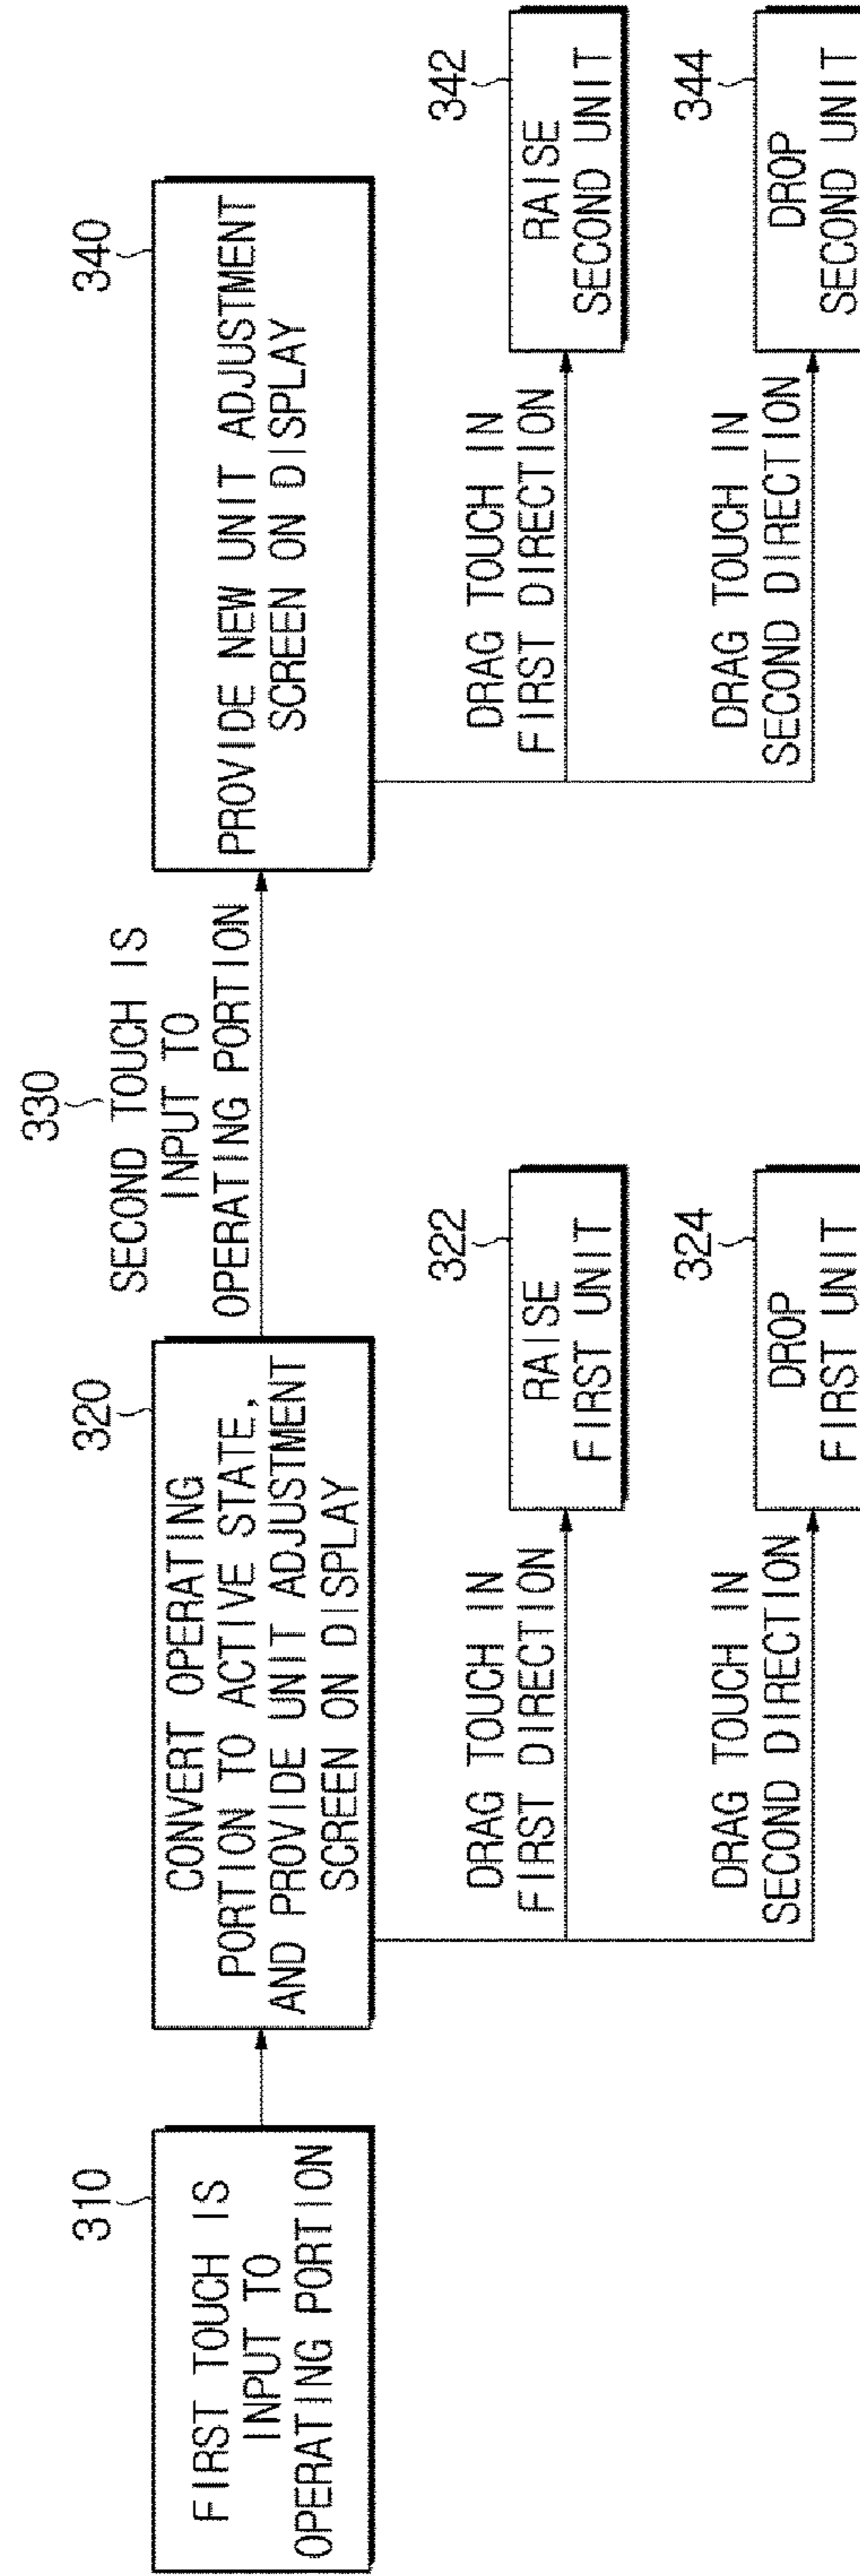 310
FIRST TOUCH IS
INPUT TO
OPERATING PORTION
320
CONVERT OPERATING
PORTION TO ACTIVE STATE,
AND PROVIDE UNIT ADJUSTMENT
SCREEN ON DISPLAY
DRAG TOUCH IN
FIRST DIRECTION
322
RAISE
FIRST UNIT
DRAG TOUCH IN
SECOND DIRECTION
324
DROP
FIRST UNIT
330
SECOND TOUCH IS
INPUT TO
OPERATING PORTION
340
PROVIDE NEW UNIT ADJUSTMENT
SCREEN ON DISPLAY
DRAG TOUCH IN
FIRST DIRECTION
342
RAISE
SECOND UNIT
DRAG TOUCH IN
SECOND DIRECTION
344
DROP
SECOND UNIT